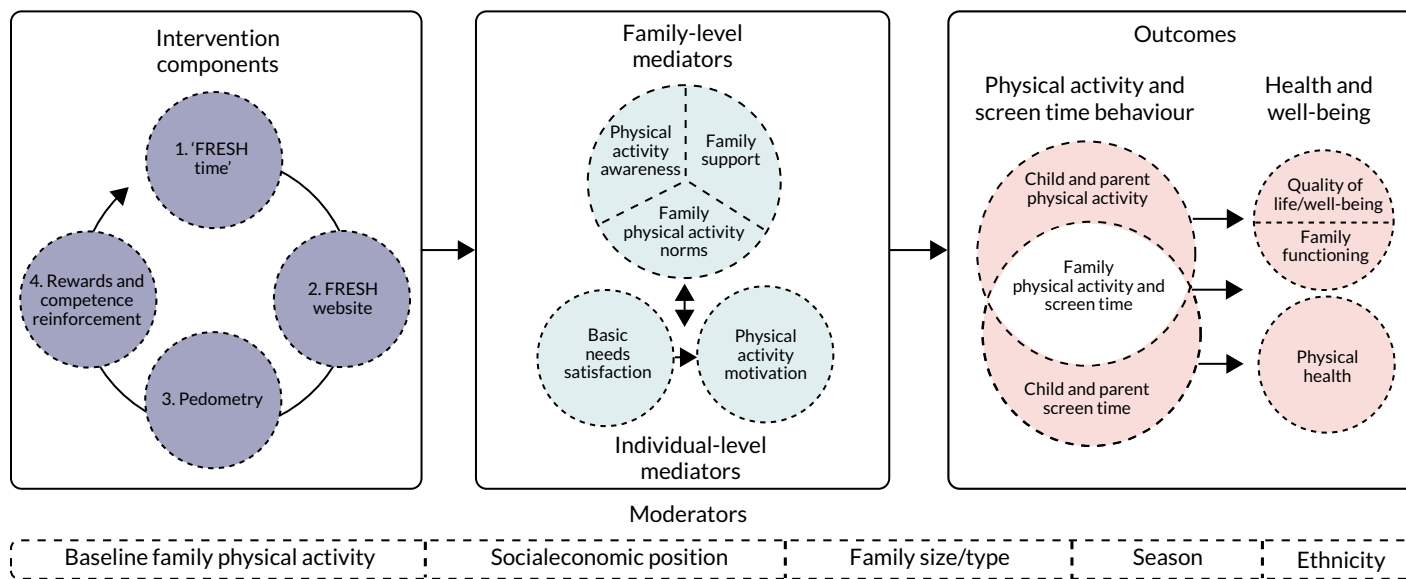 Intervention
components
1. ‘FRESH
time’
2. FRESH
website
3. Pedometry
4. Rewards and
competence
reinforcement
Family-level
mediators
Physical
activity
awareness
Family
support
Family
physical activity
norms
Basic
needs
satisfaction
Physical
activity
motivation
Individual-level
mediators
Outcomes
Physical activity and
screen time behaviour
Health and
well-being
Child and parent
physical activity
Family
physical activity and
screen time
Child and parent
screen time
Quality of
life/well-being
Family
functioning
Physical
health
Moderators
Baseline family physical activity
Socialeconomic position
Family size/type
Season
Ethnicity